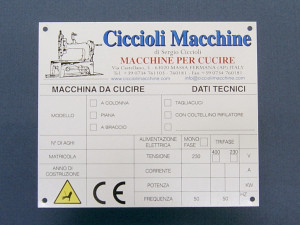 Ciccioli Macchine
di Sergio Ciccioli
MACCHINE PER CUCIRE
MACCHINA DA CUCIRE DATI TECNICI
MODELLO
A COLONNA
PIANA
A BRACCIO
TAGLIACUCI
CON COLTELLINO RIFILATORE
N° DI AGHI
MATRICOLA
ANNO DI COSTRUZIONE
ALIMENTAZIONE ELETTRICA
MONO FASE
TRIFASE
TENSIONE 230 400 230 V
CORRENTE A
POTENZA KW
FREQUENZA 50 50 HZ
CE